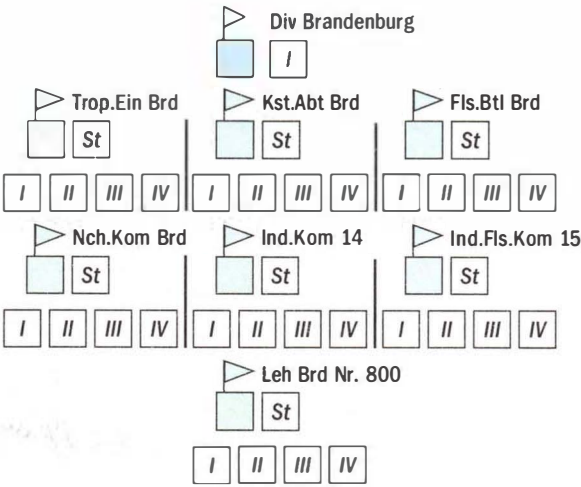 Div Brandenburg
I
Trop.Ein Brd Kst.Abt Brd Fls.Btl Brd
St St St
I II III IV I II III IV I II III IV
Nch.Kom Brd Ind.Kom 14 Ind.Fls.Kom 15
St St St
I II III IV I II III IV I II III IV
Leh Brd Nr. 800
St
I II III IV